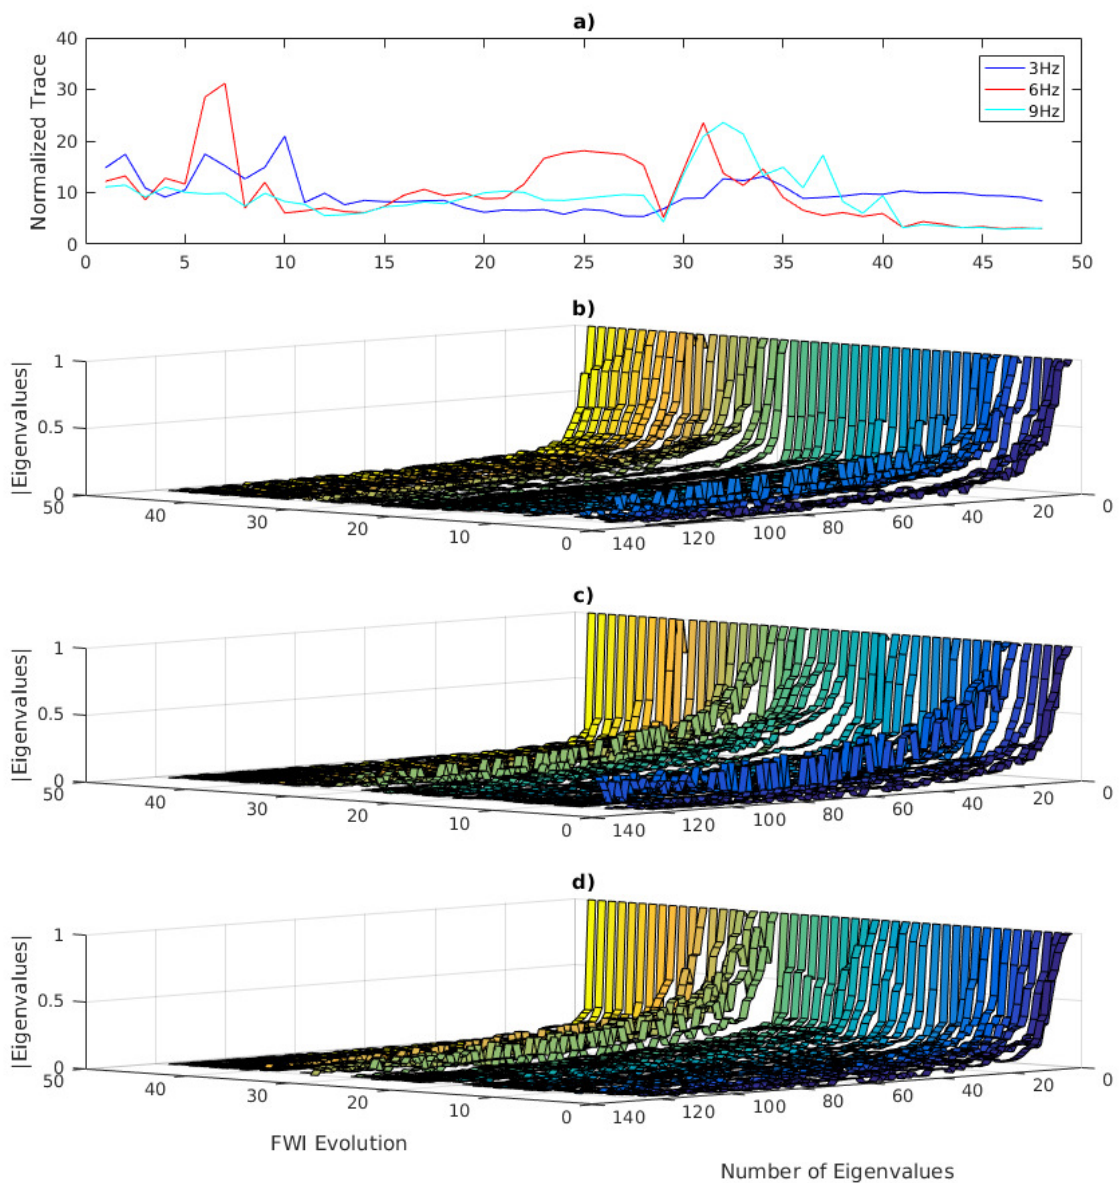 a)
40
30
20
10
0
Normalized Trace
3Hz
6Hz
9Hz
0 5 10 15 20 25 30 35 40 45 50
b)
1
0.5
0
|Eigenvalues|
50 40 30 20 10 0
140 120 100 80 60 40 20 0
c)
1
0.5
0
|Eigenvalues|
50 40 30 20 10 0
140 120 100 80 60 40 20 0
d)
1
0.5
0
|Eigenvalues|
50 40 30 20 10 0
140 120 100 80 60 40 20 0
FWI Evolution
Number of Eigenvalues